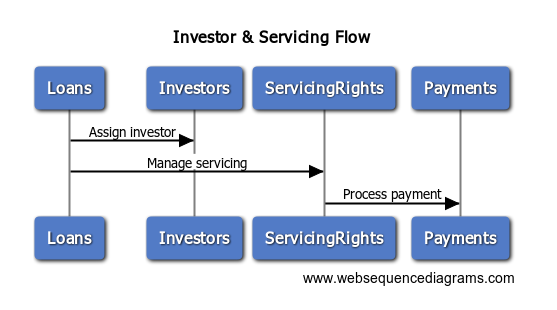 Investor & Servicing Flow
Loans
Investors
ServicingRights
Payments
Assign investor
Manage servicing
Process payment
Loans
Investors
ServicingRights
Payments
www.websequencediagrams.com